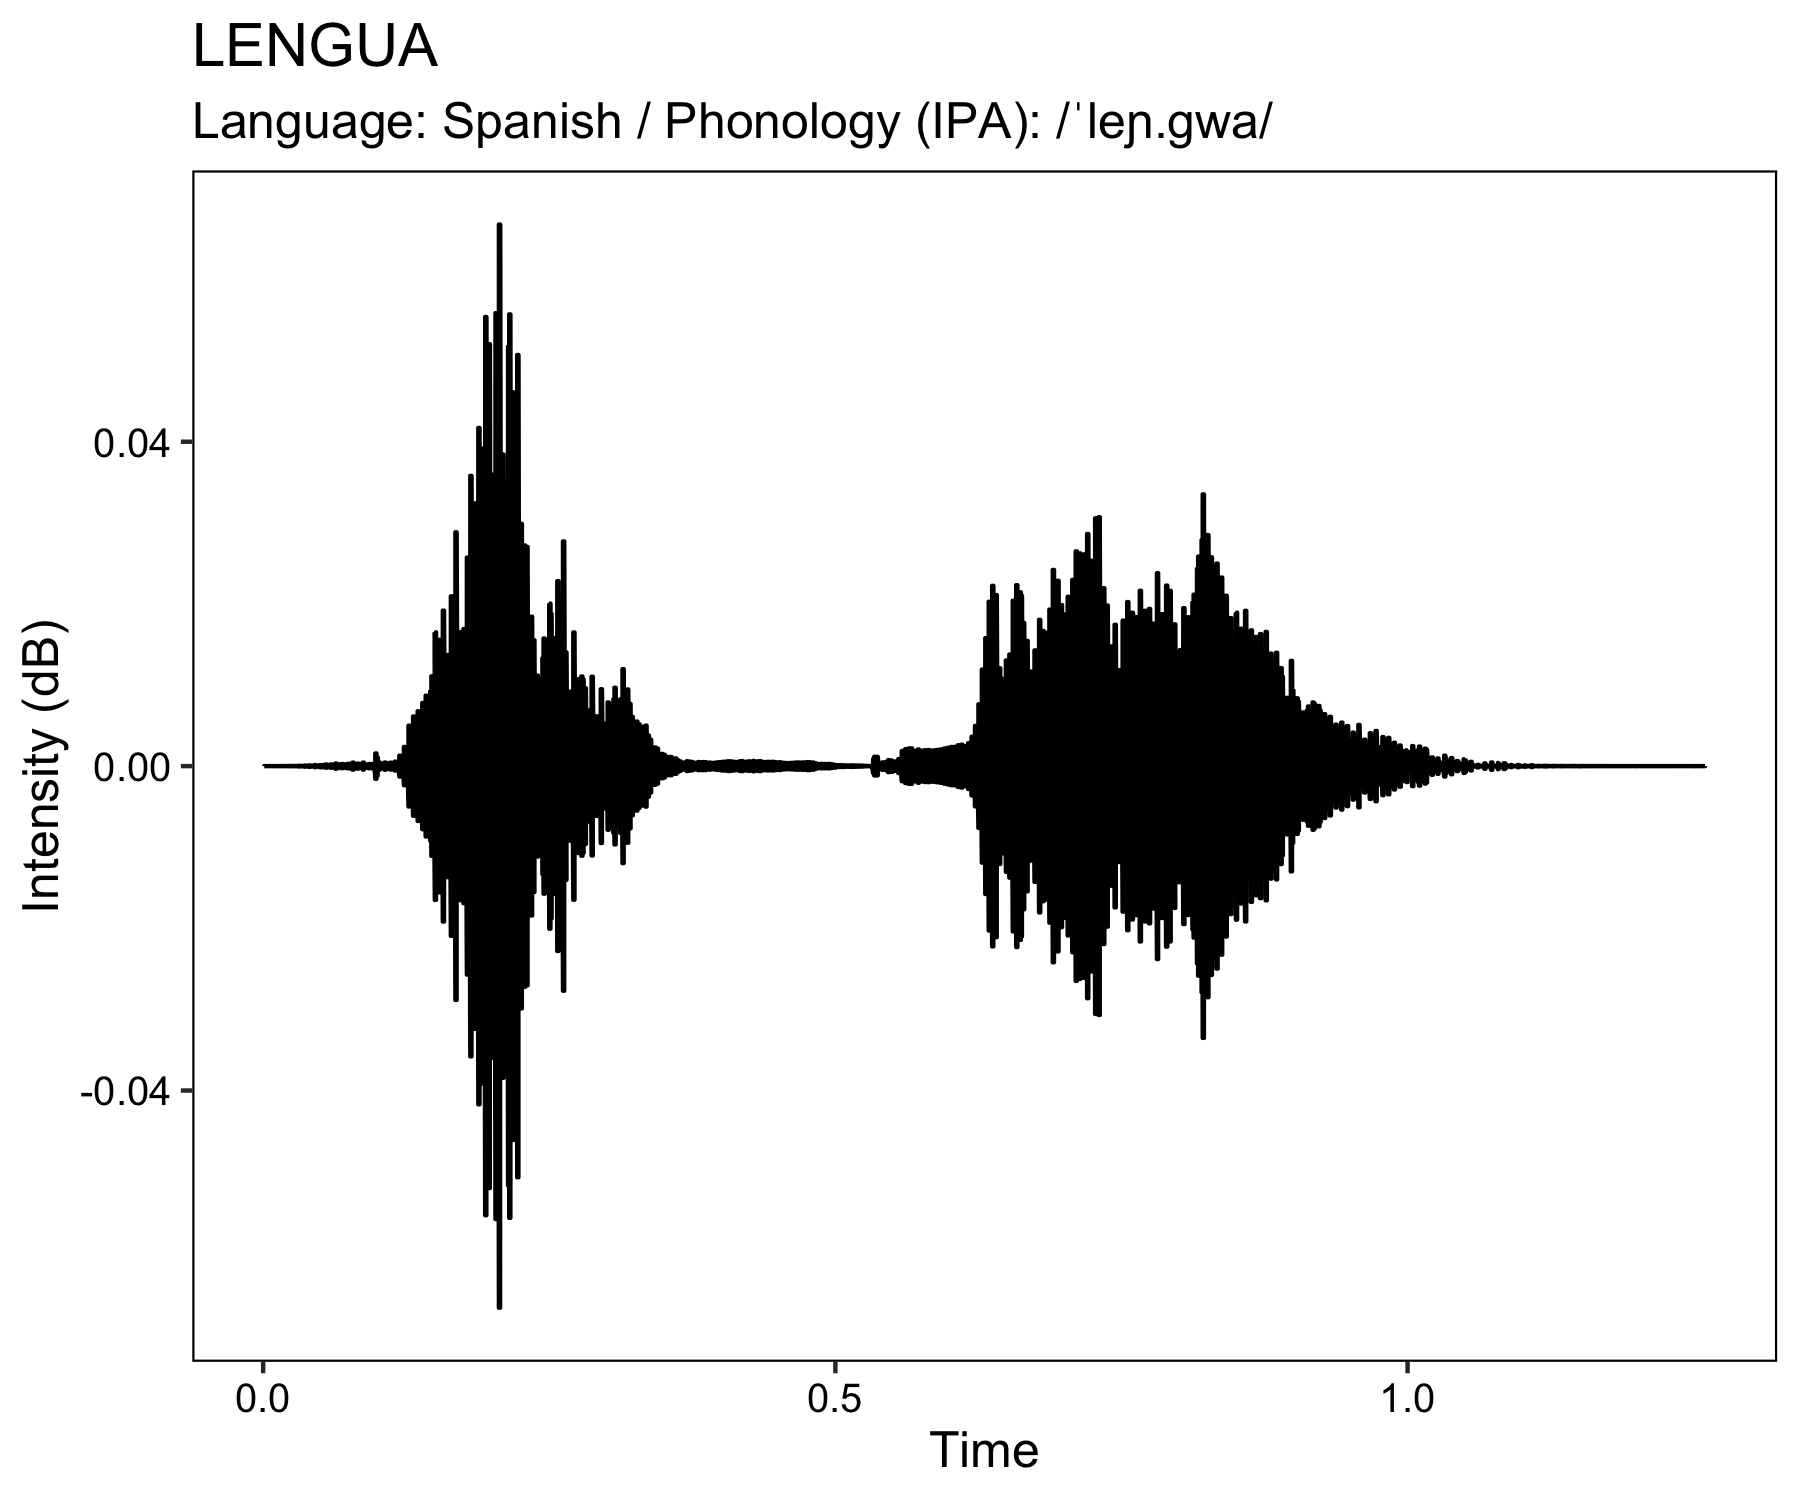 LENGUA
Language: Spanish / Phonology (IPA): /ˈleɲ.gwa/
Intensity (dB)
0.04
0.00
-0.04
0.0 0.5 1.0
Time